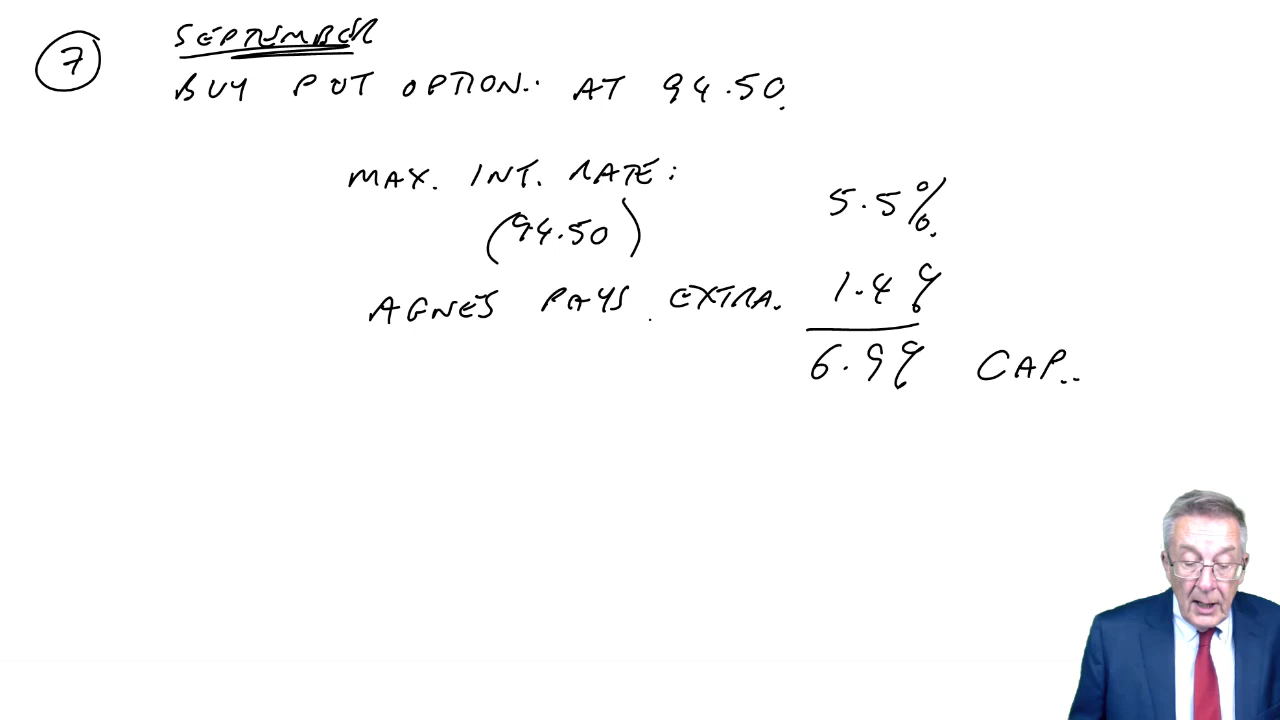 7
SEPTEMBER
BUY PUT OPTION.. AT 94.50.
MAX. INT. RATE: 5.5%.
(94.50)
AGNES PAYS EXTRA. 1.49
6.99 CAP..